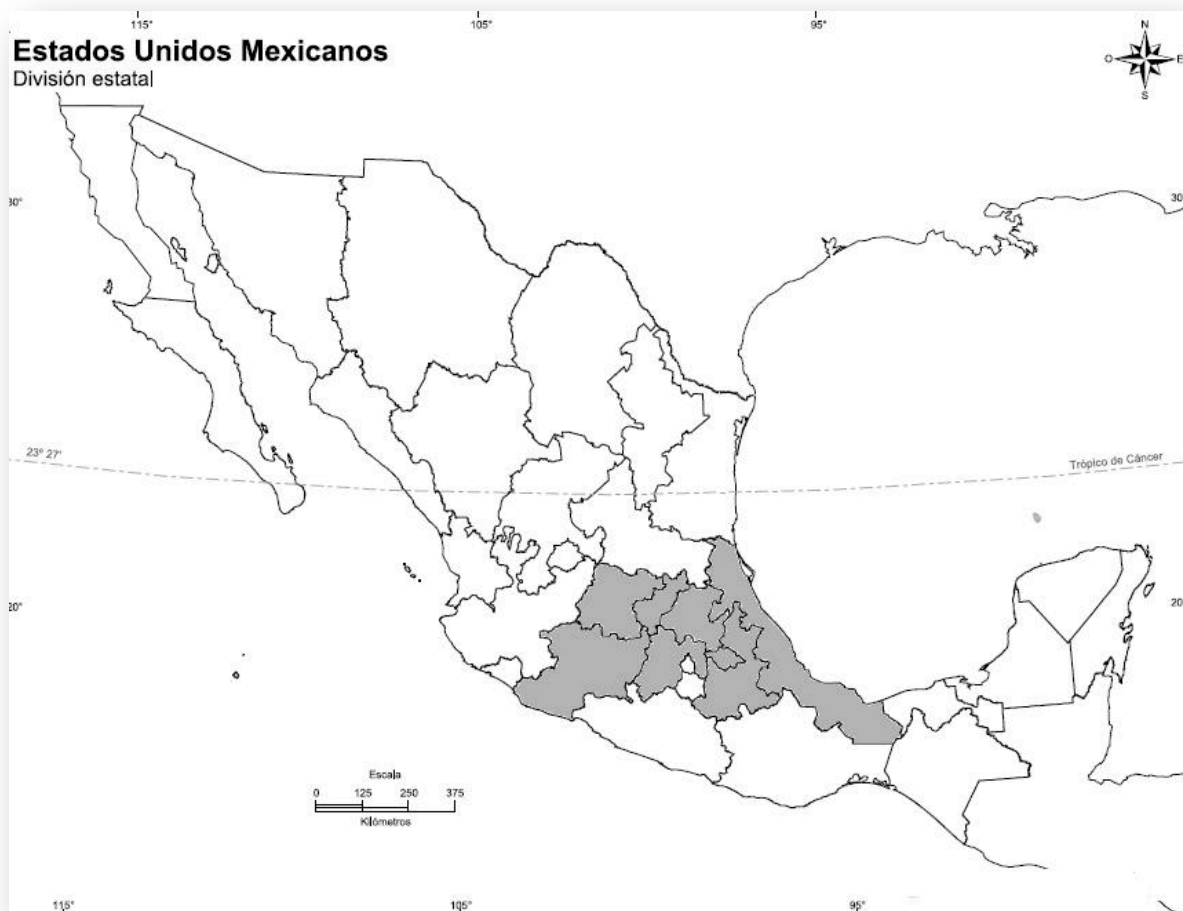 115°
105°
95°
Estados Unidos Mexicanos
División estatal
N
O
E
S
30°
30
23° 27'
Trópico de Cáncer
20°
20
Escala
0 125 250 375
Kilómetros
115°
105°
95°